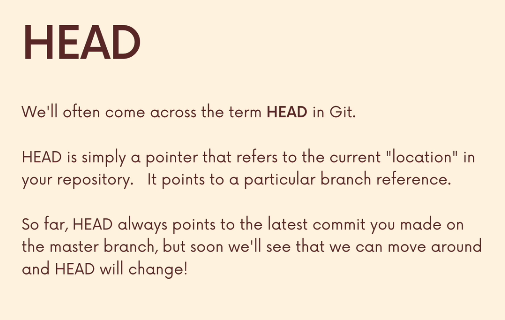 HEAD
We'll often come across the term HEAD in Git.
HEAD is simply a pointer that refers to the current "location" in
your repository.   It points to a particular branch reference.
So far, HEAD always points to the latest commit you made on
the master branch, but soon we'll see that we can move around
and HEAD will change!